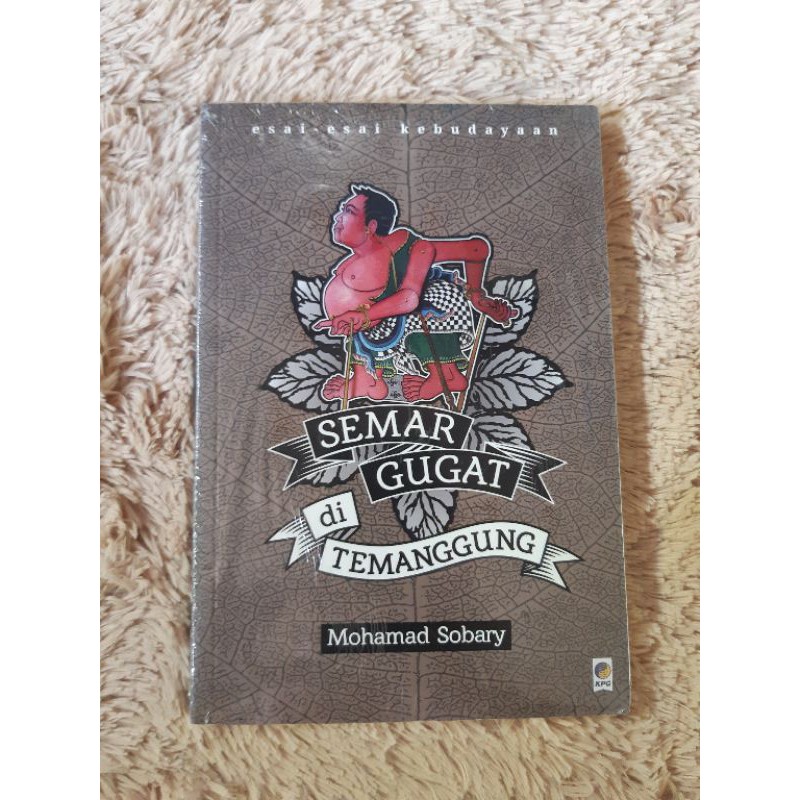 esai-esai kebudayaan
SEMAR
GUGAT
di
TEMANGGUNG
Mohamad Sobary
KPG